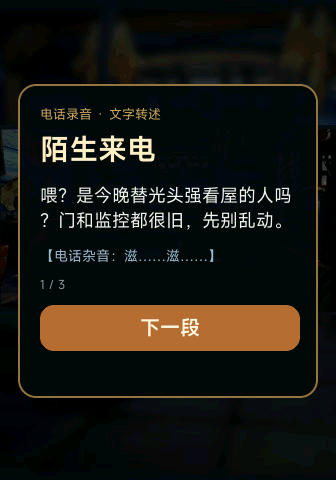 电话录音 · 文字转述
陌生来电
喂？是今晚替光头强看屋的人吗
？门和监控都很旧，先别乱动。
【电话杂音：滋……滋……】
1 / 3
下一段